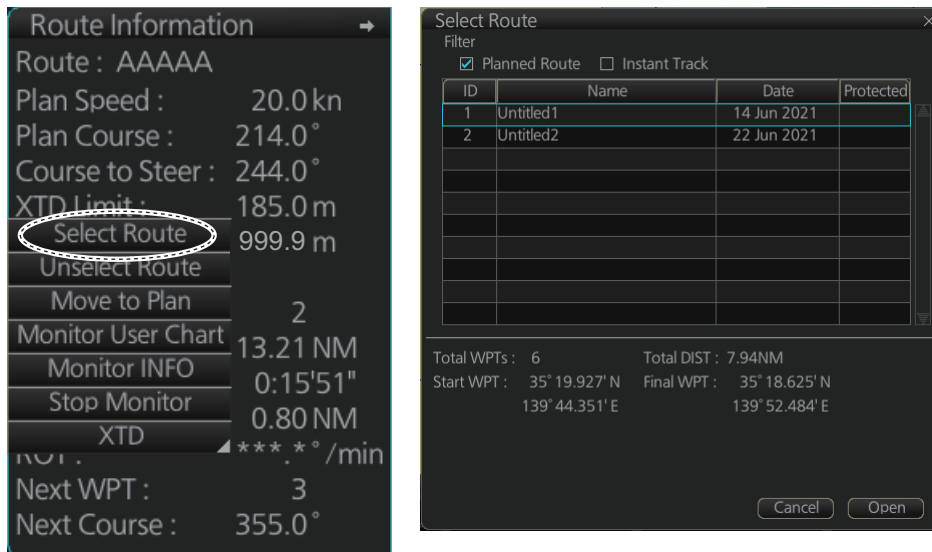 Route Information
Route : AAAAA
Plan Speed : 20.0 kn
Plan Course : 214.0°
Course to Steer : 244.0°
XTD Limit : 185.0 m
Select Route 999.9 m
Unselect Route
Move to Plan 2
Monitor User Chart 13.21 NM
Monitor INFO 0:15'51"
Stop Monitor 0.80 NM
XTD
ROT : ***.*°/min
Next WPT : 3
Next Course : 355.0°
Select Route
Filter
Planned Route Instant Track
ID Name Date Protected
1 Untitled1 14 Jun 2021
2 Untitled2 22 Jun 2021
Total WPTs : 6 Total DIST : 7.94NM
Start WPT : 35°19.927' N Final WPT : 35°18.625' N
139°44.351' E 139°52.484' E
Cancel Open